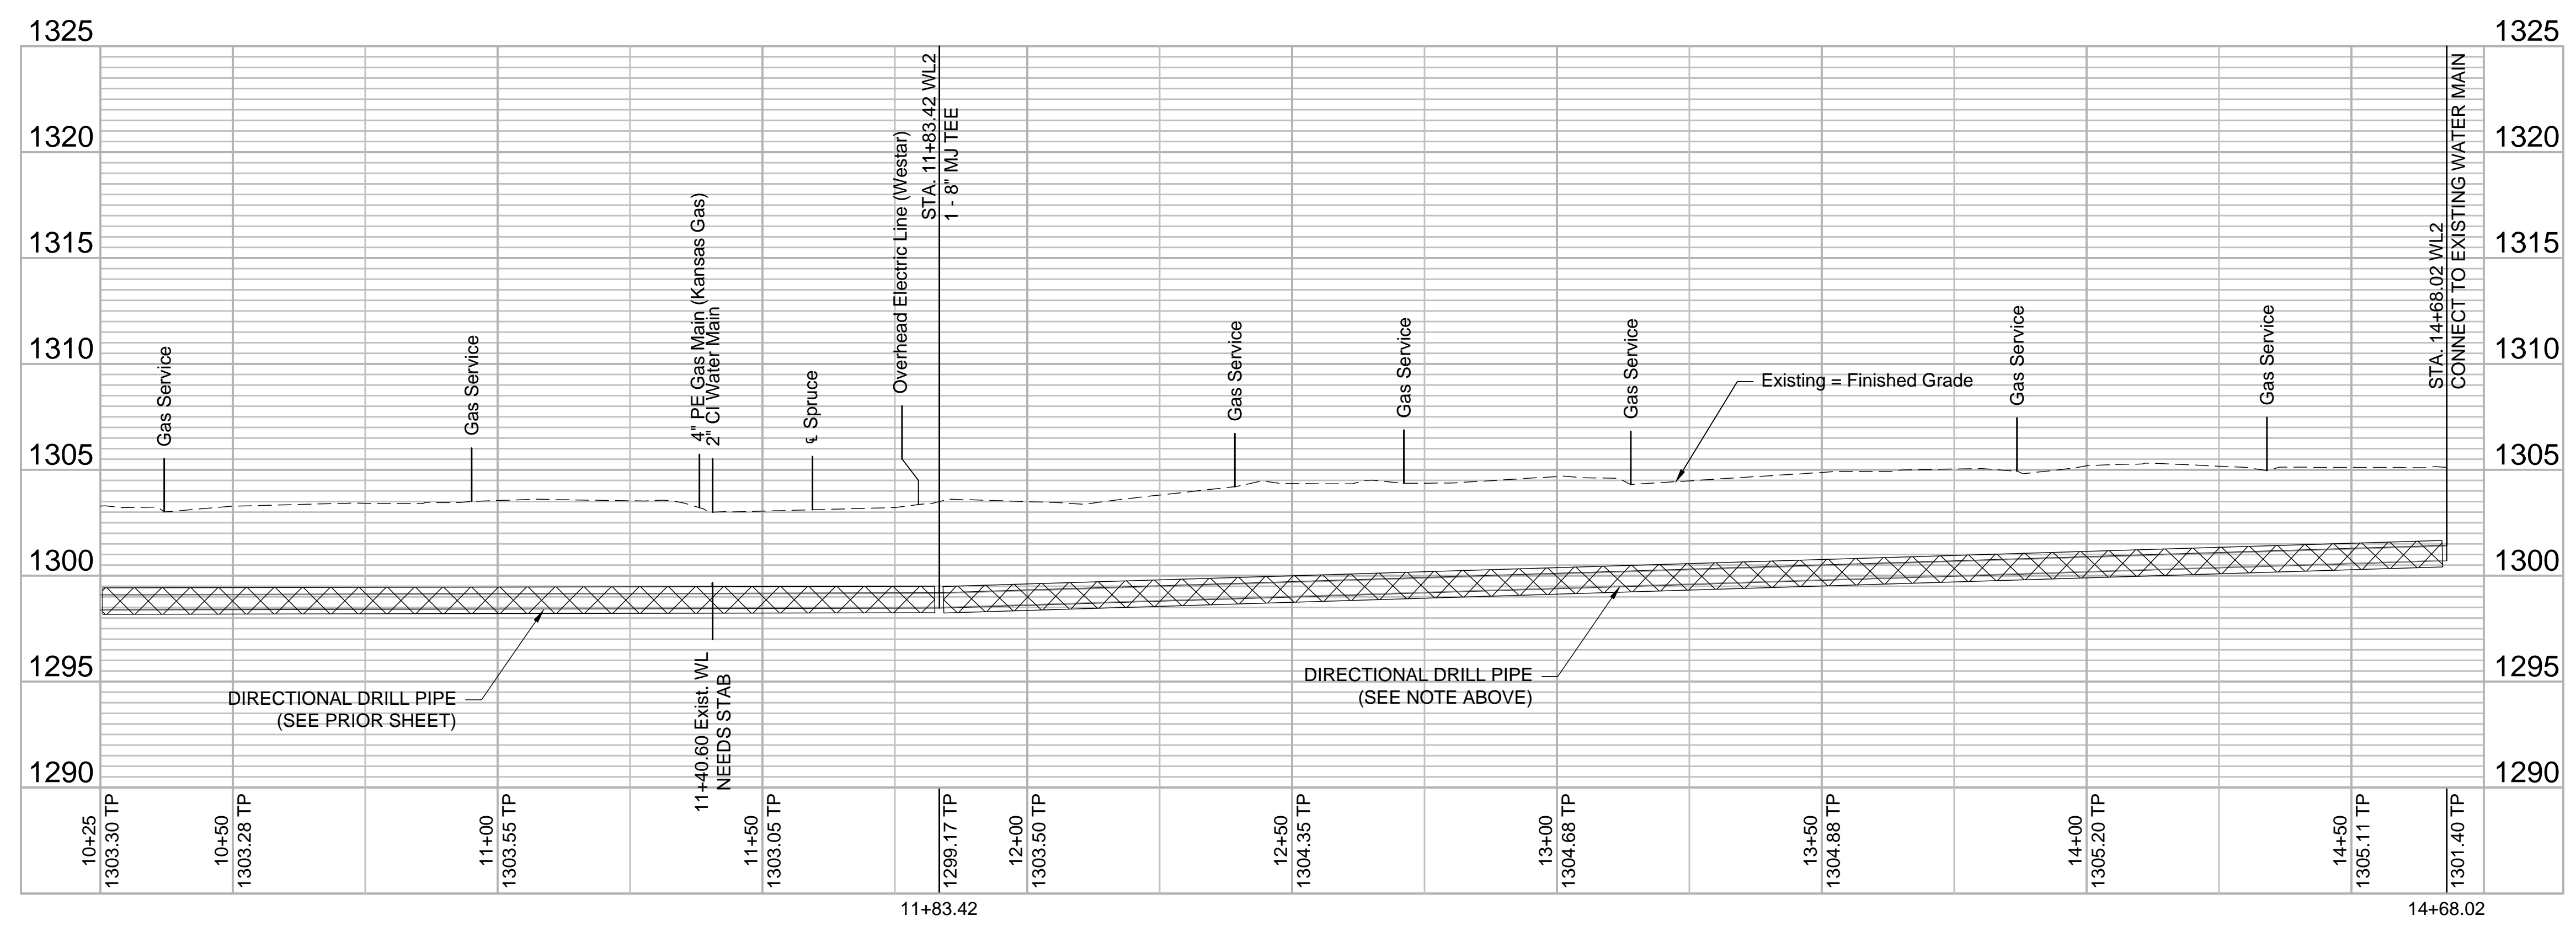 1325
1320
1315
1310
1305
1300
1295
1290
1325
1320
1315
1310
1305
1300
1295
1290
Gas Service
Gas Service
4" PE Gas Main (Kansas Gas)
2" CI Water Main
℄ Spruce
Overhead Electric Line (Westar)
STA. 11+83.42 WL2
1 - 8" MJ TEE
Gas Service
Gas Service
Gas Service
Existing = Finished Grade
Gas Service
Gas Service
STA. 14+68.02 WL2
CONNECT TO EXISTING WATER MAIN
DIRECTIONAL DRILL PIPE
(SEE PRIOR SHEET)
11+40.60 Exist. WL
NEEDS STAB
DIRECTIONAL DRILL PIPE
(SEE NOTE ABOVE)
10+25
1303.30 TP
10+50
1303.28 TP
11+00
1303.55 TP
11+50
1303.05 TP
1299.17 TP
12+00
1303.50 TP
12+50
1304.35 TP
13+00
1304.68 TP
13+50
1304.88 TP
14+00
1305.20 TP
14+50
1305.11 TP
1301.40 TP
11+83.42
14+68.02